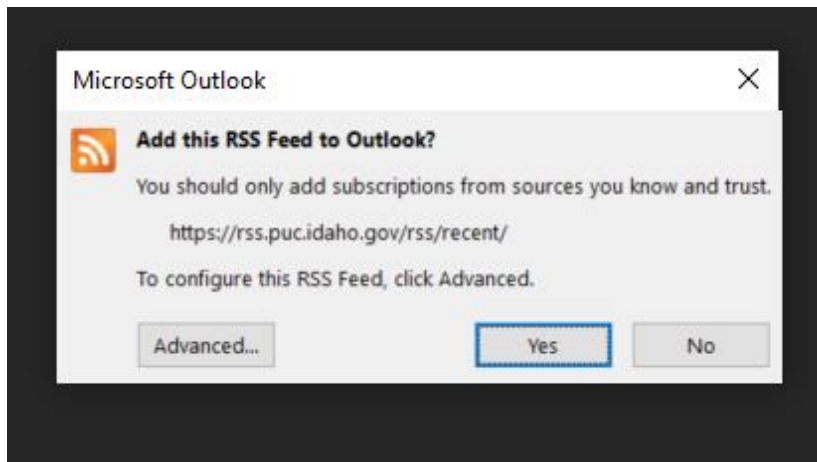 Microsoft Outlook
Add this RSS Feed to Outlook?
You should only add subscriptions from sources you know and trust.
https://rss.puc.idaho.gov/rss/recent/
To configure this RSS Feed, click Advanced.
Advanced... Yes No